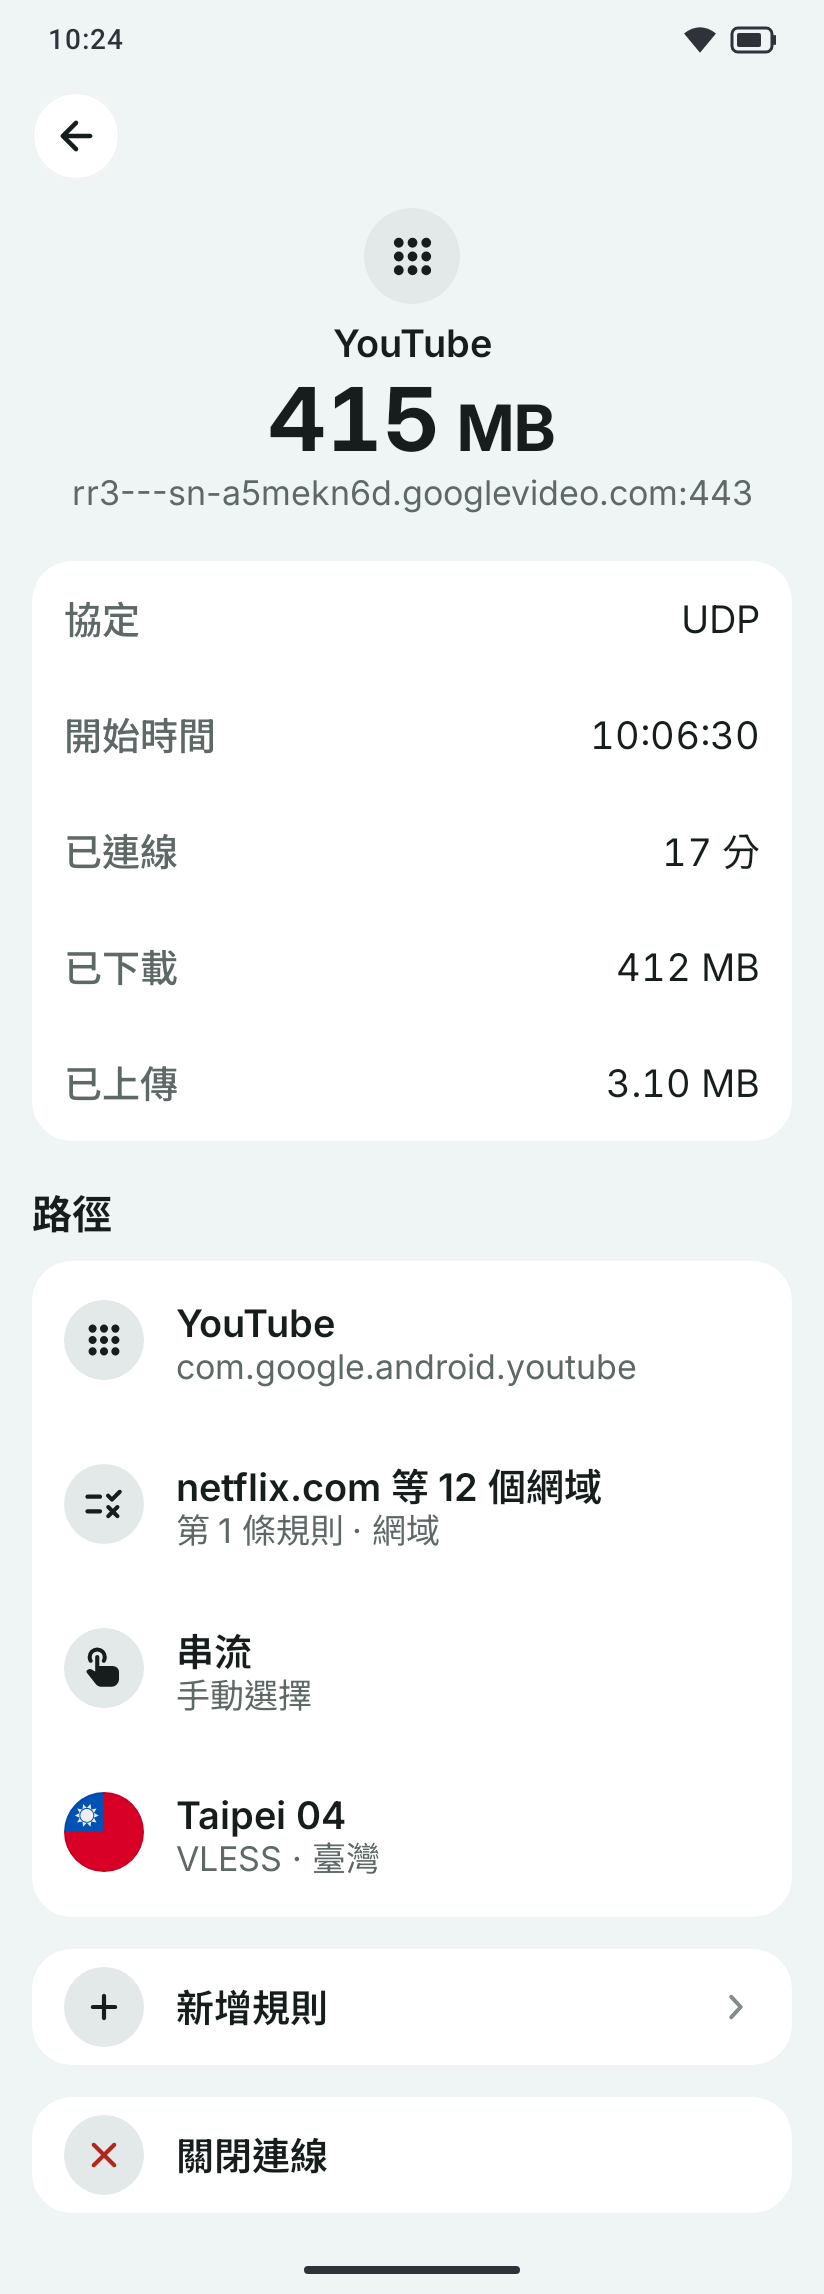 10:24
YouTube
415 MB
rr3---sn-a5mekn6d.googlevideo.com:443
協定
UDP
開始時間
10:06:30
已連線
17 分
已下載
412 MB
已上傳
3.10 MB
路徑
YouTube
com.google.android.youtube
netflix.com 等 12 個網域
第 1 條規則 · 網域
串流
手動選擇
Taipei 04
VLESS · 臺灣
新增規則
關閉連線